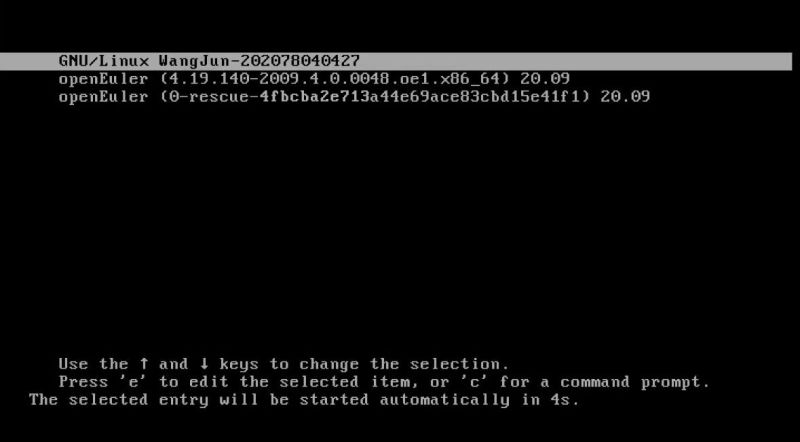 GNU/Linux WangJun-202078040427
openEuler (4.19.140-2009.4.0.0048.oe1.x86_64) 20.09
openEuler (0-rescue-4fbcba2e713a44e69ace83cbd15e41f1) 20.09
Use the ↑ and ↓ keys to change the selection.
Press 'e' to edit the selected item, or 'c' for a command prompt.
The selected entry will be started automatically in 4s.